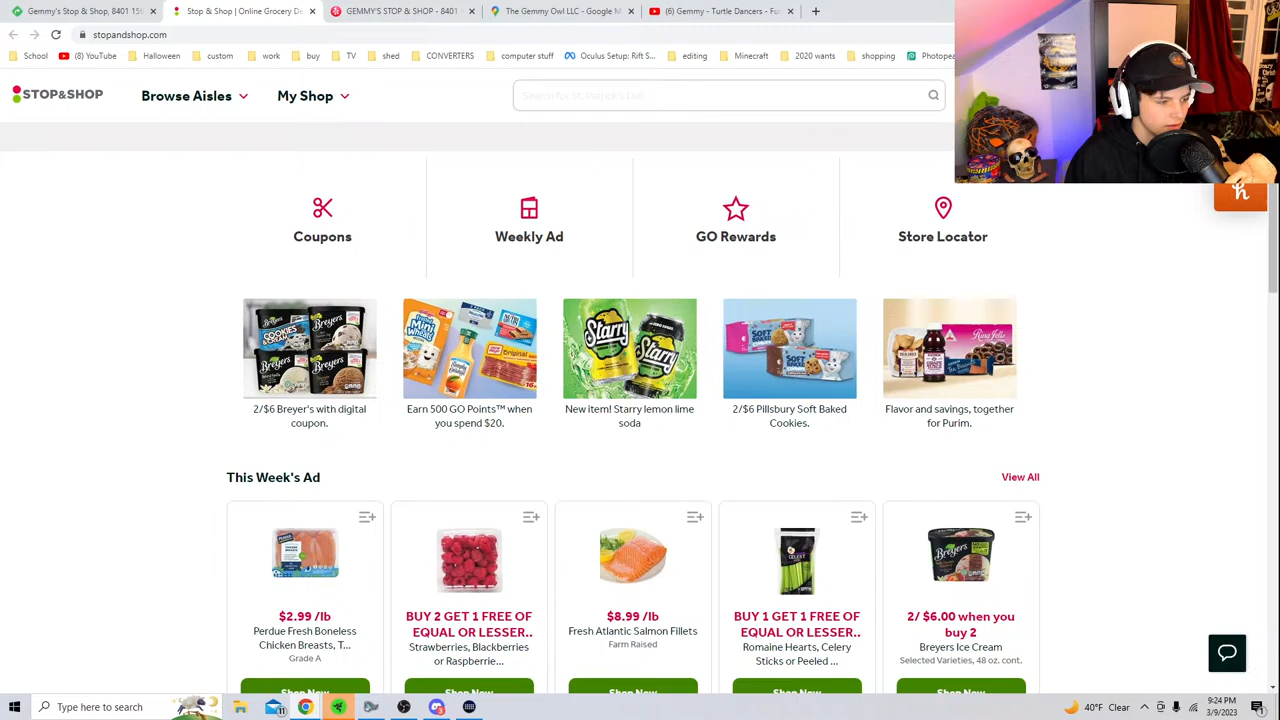 Gemmy Stop & Shop, 8401 15t
Stop & Shop | Online Grocery De
GEMMY'S STOP & SHOP - 8401
The Gemmy Owl LLC - Google M
(6) Gemmy - Turtle Dancers - Fun
stopandshop.com
School
(8) YouTube
Halloween
custom
work
buy
shed
CONVERTERS
computer stuff
Oculus Setup: Rift S...
editing
Minecraft
2020 wants
shopping
Photopea
STOP&SHOP
Browse Aisles
My Shop
Search for St. Patrick's Day
Coupons
Weekly Ad
GO Rewards
Store Locator
2/$6 Breyer's with digital
coupon.
Earn 500 GO Points™ when
you spend $20.
New item! Starry lemon lime
soda
2/$6 Pillsbury Soft Baked
Cookies.
Flavor and savings, together
for Purim.
This Week's Ad
View All
$2.99 /lb
Perdue Fresh Boneless
Chicken Breasts, T...
Grade A
BUY 2 GET 1 FREE OF
EQUAL OR LESSER..
Strawberries, Blackberries
or Raspberrie...
$8.99 /lb
Fresh Atlantic Salmon Fillets
Farm Raised
BUY 1 GET 1 FREE OF
EQUAL OR LESSER..
Romaine Hearts, Celery
Sticks or Peeled ...
2/ $6.00 when you
buy 2
Breyers Ice Cream
Selected Varieties, 48 oz. cont.
Shop Now
Shop Now
Shop Now
Shop Now
Shop Now
Type here to search
11
40°F Clear
9:24 PM
3/9/2023
1